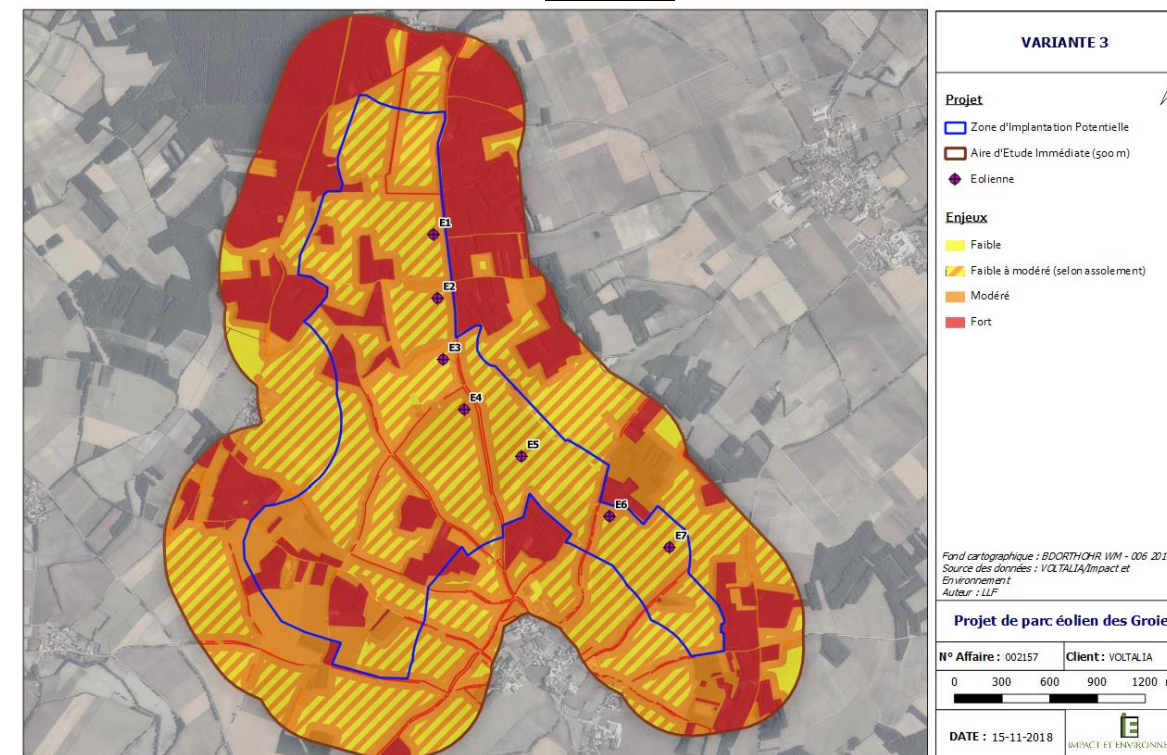 VARIANTE 3
Projet
Zone d'Implantation Potentielle
Aire d'Etude Immédiate (500 m)
Eolienne
Enjeux
Faible
Faible à modéré (selon assolement)
Modéré
Fort
E1
E2
E3
E4
E5
E6
E7
Fond cartographique : BDORTHOHR WM - 006 201
Source des données : VOLTALIA/Impact et
Environnement
Auteur : LLF
Projet de parc éolien des Groie
N° Affaire : 002157
Client : VOLTALIA
0 300 600 900 1200
DATE : 15-11-2018
IE
IMPACT ET ENVIRONNE